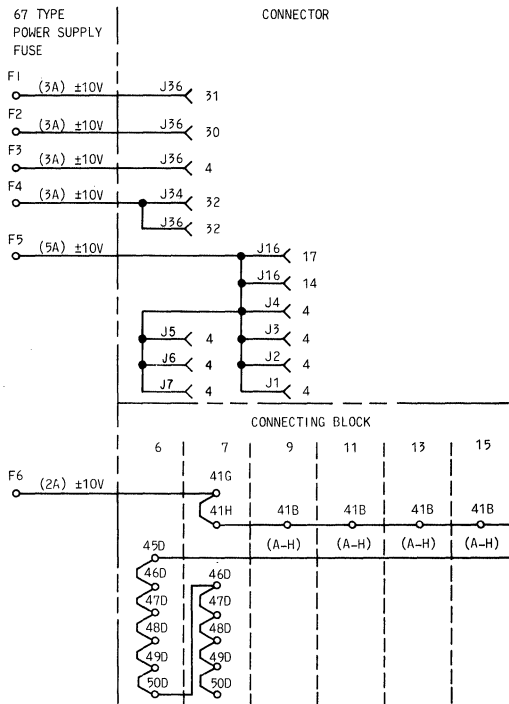 67 TYPE
POWER SUPPLY
FUSE
CONNECTOR
F1 (3A) ±10V J36 31
F2 (3A) ±10V J36 30
F3 (3A) ±10V J36 4
F4 (3A) ±10V J34 32
J36 32
F5 (5A) ±10V J16 17
J16 14
J4 4
J5 4 J3 4
J6 4 J2 4
J7 4 J1 4
CONNECTING BLOCK
6 7 9 11 13 15
F6 (2A) ±10V 41G
41H 41B 41B 41B 41B
(A-H) (A-H) (A-H) (A-H)
45D
46D 46D
47D 47D
48D 48D
49D 49D
50D 50D